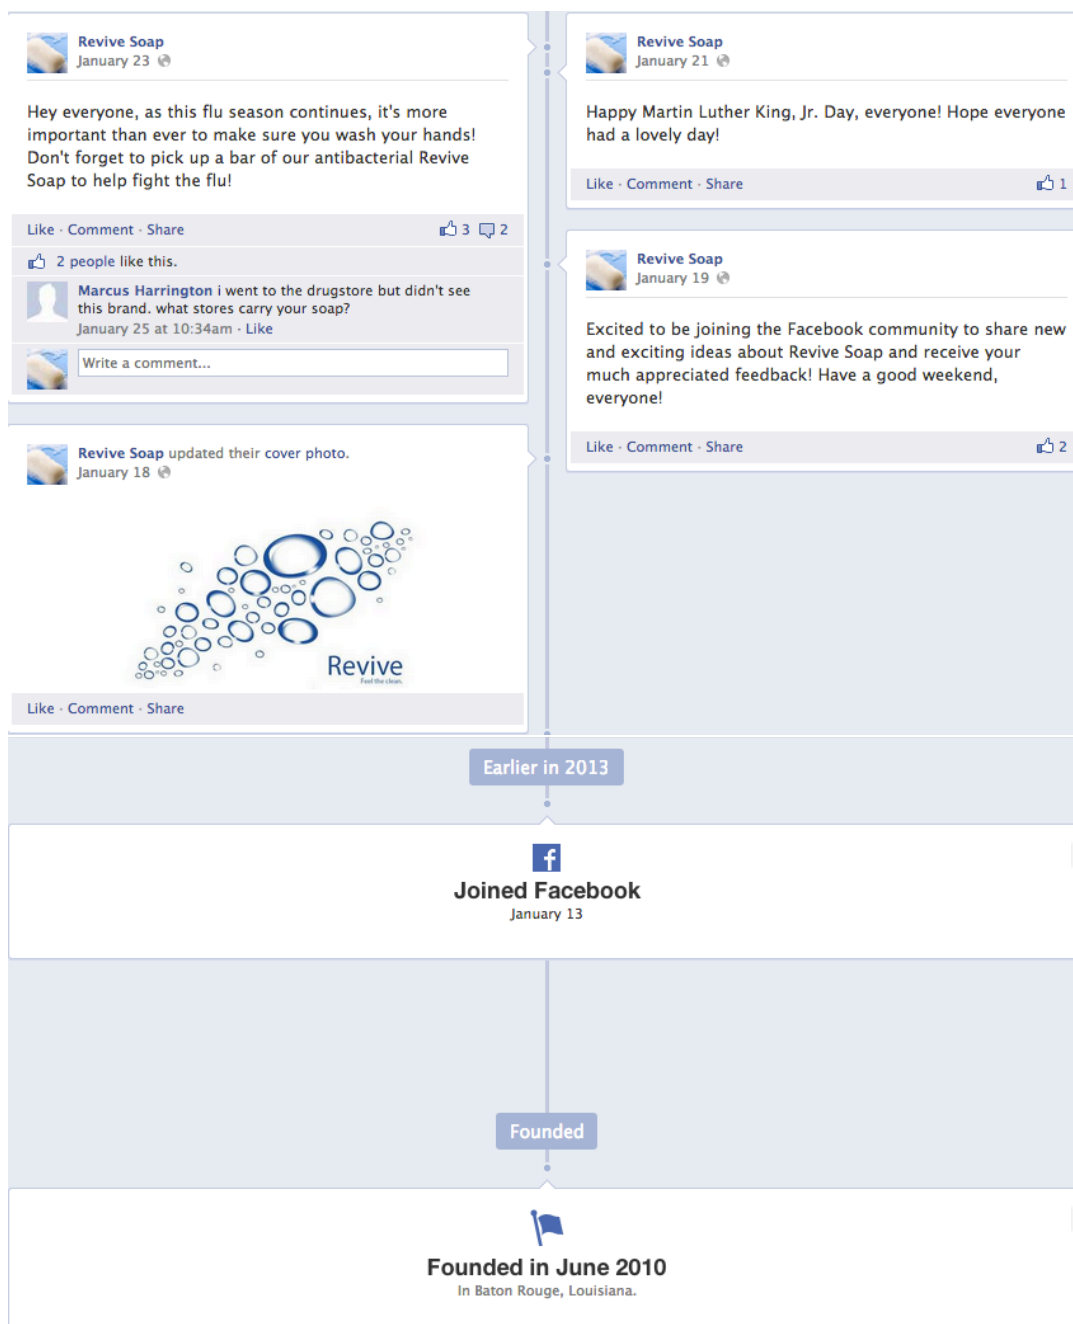 Revive Soap
January 23
Hey everyone, as this flu season continues, it's more
important than ever to make sure you wash your hands!
Don't forget to pick up a bar of our antibacterial Revive
Soap to help fight the flu!
Like · Comment · Share 3 2
2 people like this.
Marcus Harrington i went to the drugstore but didn't see
this brand. what stores carry your soap?
January 25 at 10:34am · Like
Write a comment...
Revive Soap
January 21
Happy Martin Luther King, Jr. Day, everyone! Hope everyone
had a lovely day!
Like · Comment · Share 1
Revive Soap
January 19
Excited to be joining the Facebook community to share new
and exciting ideas about Revive Soap and receive your
much appreciated feedback! Have a good weekend,
everyone!
Like · Comment · Share 2
Revive Soap updated their cover photo.
January 18
Revive
Feel the clean.
Like · Comment · Share
Earlier in 2013
f
Joined Facebook
January 13
Founded
Founded in June 2010
In Baton Rouge, Louisiana.